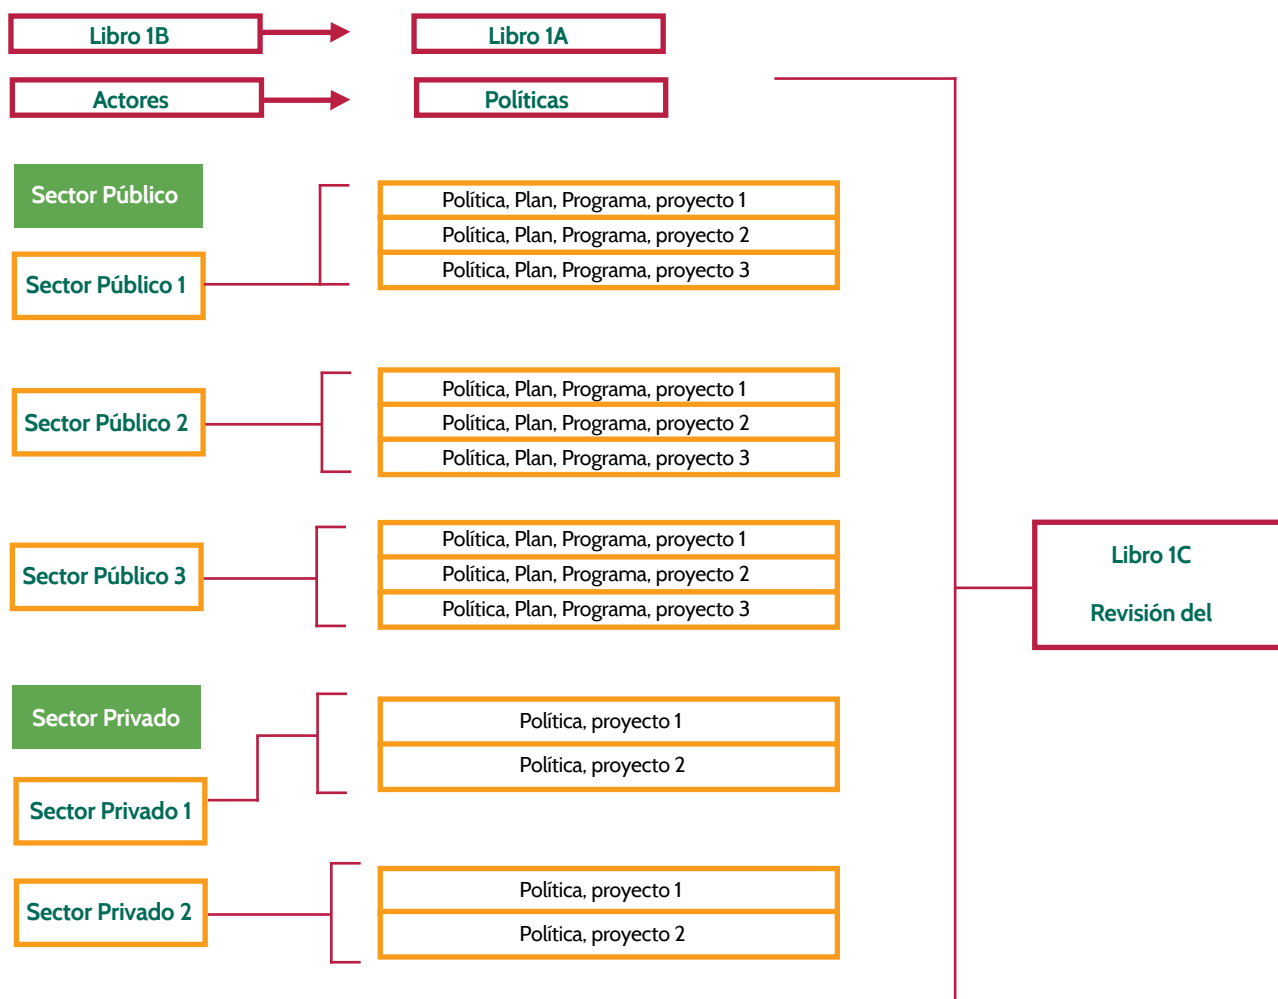 Libro 1B
Libro 1A
Actores
Políticas
Sector Público
Sector Público 1
Política, Plan, Programa, proyecto 1
Política, Plan, Programa, proyecto 2
Política, Plan, Programa, proyecto 3
Sector Público 2
Política, Plan, Programa, proyecto 1
Política, Plan, Programa, proyecto 2
Política, Plan, Programa, proyecto 3
Sector Público 3
Política, Plan, Programa, proyecto 1
Política, Plan, Programa, proyecto 2
Política, Plan, Programa, proyecto 3
Libro 1C
Revisión del
Sector Privado
Sector Privado 1
Política, proyecto 1
Política, proyecto 2
Sector Privado 2
Política, proyecto 1
Política, proyecto 2